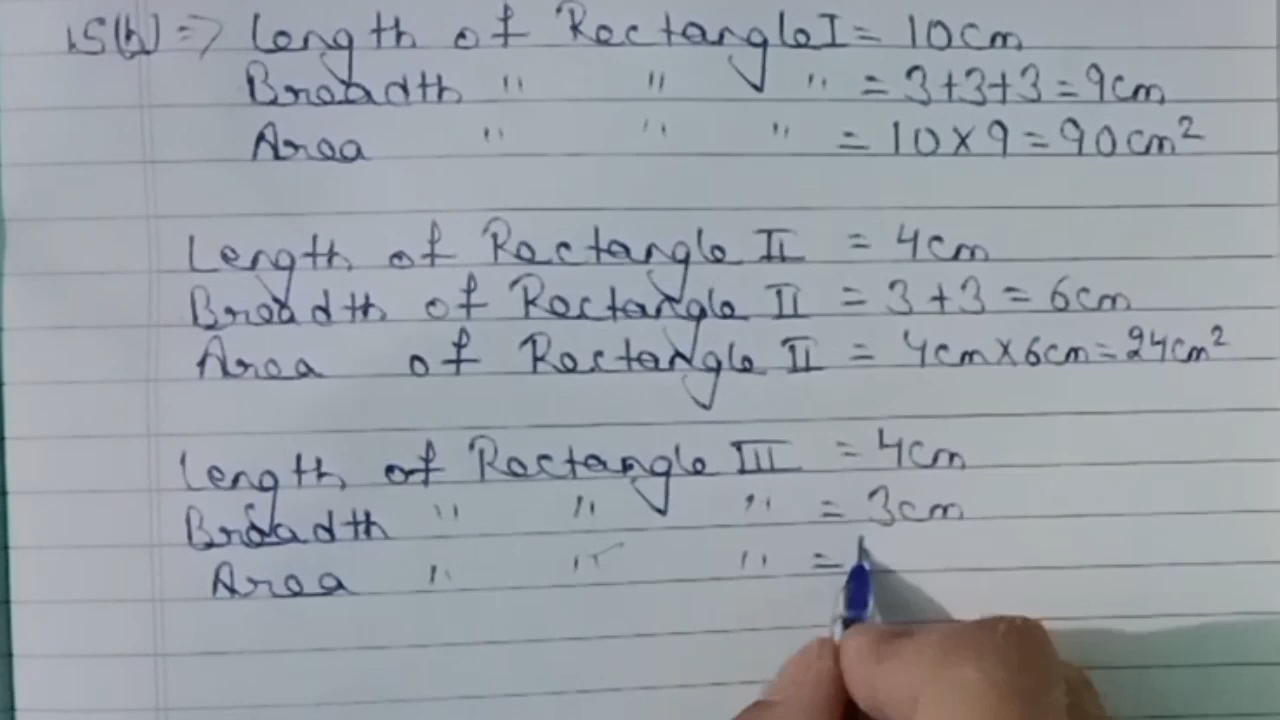 15(b) => Length of Rectangle I = 10cm
Breadth " " " = 3+3+3 = 9cm
Area " " " = 10×9 = 90cm²
Length of Rectangle II = 4cm
Breadth of Rectangle II = 3+3 = 6cm
Area of Rectangle II = 4cm×6cm = 24cm²
Length of Rectangle III = 4cm
Breadth " " " = 3cm
Area " " " =